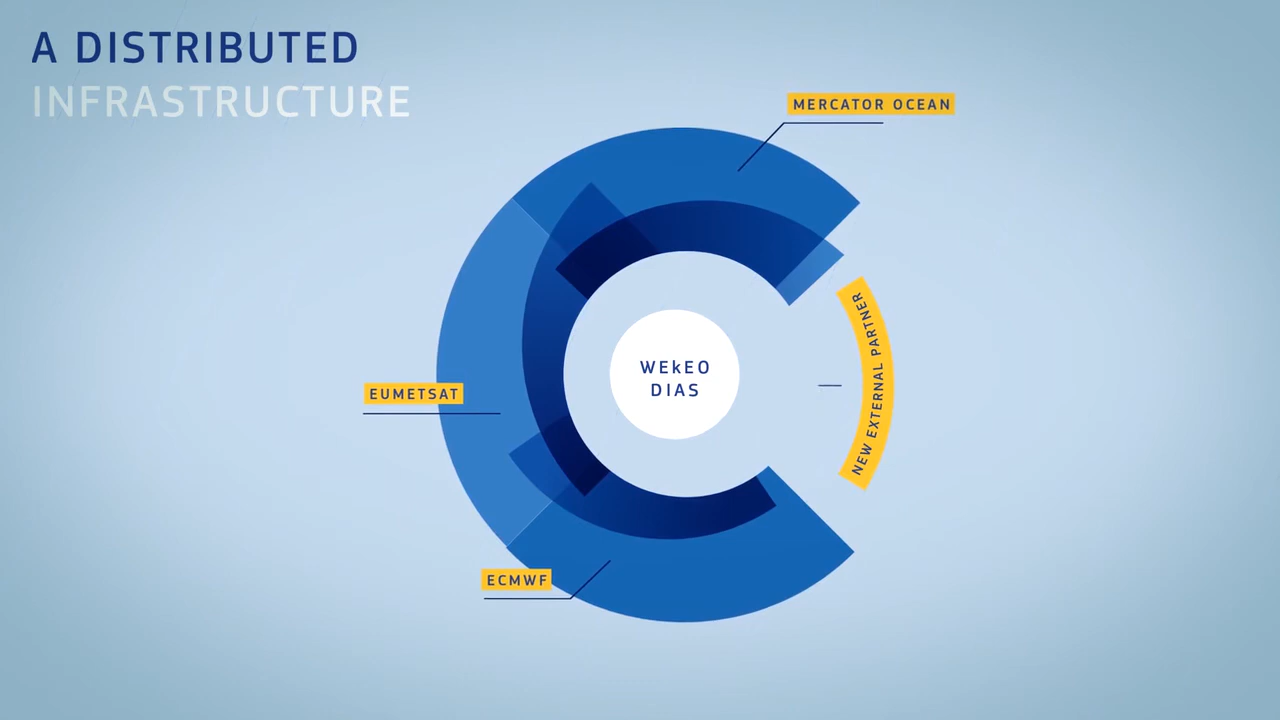 A DISTRIBUTED
INFRASTRUCTURE
MERCATOR OCEAN
NEW EXTERNAL PARTNER
WEkEO
DIAS
EUMETSAT
ECMWF